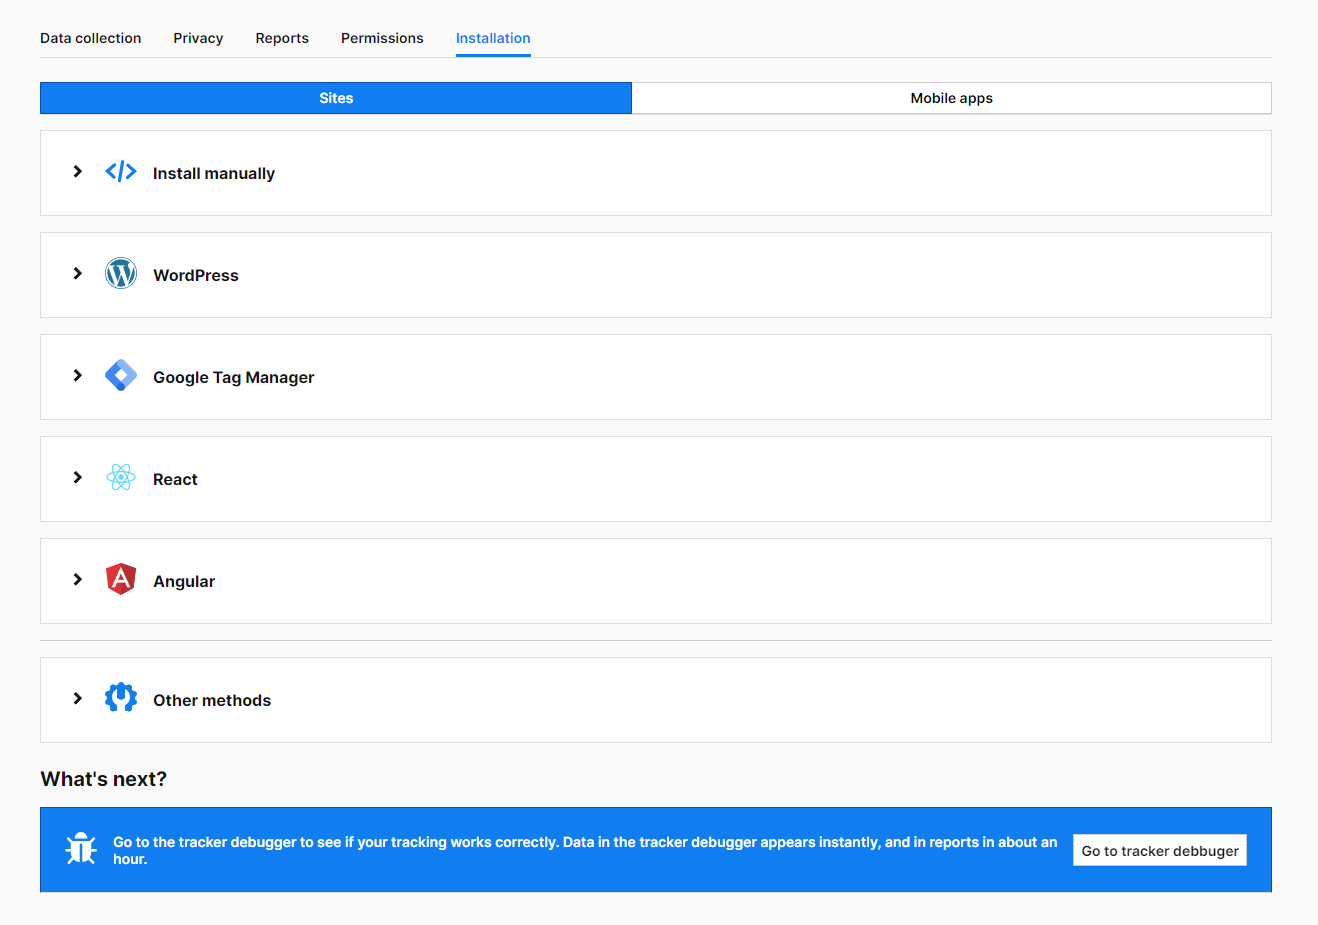 Data collection Privacy Reports Permissions Installation
Sites Mobile apps
Install manually
WordPress
Google Tag Manager
React
Angular
Other methods
What's next?
Go to the tracker debugger to see if your tracking works correctly. Data in the tracker debugger appears instantly, and in reports in about an
hour.
Go to tracker debbuger